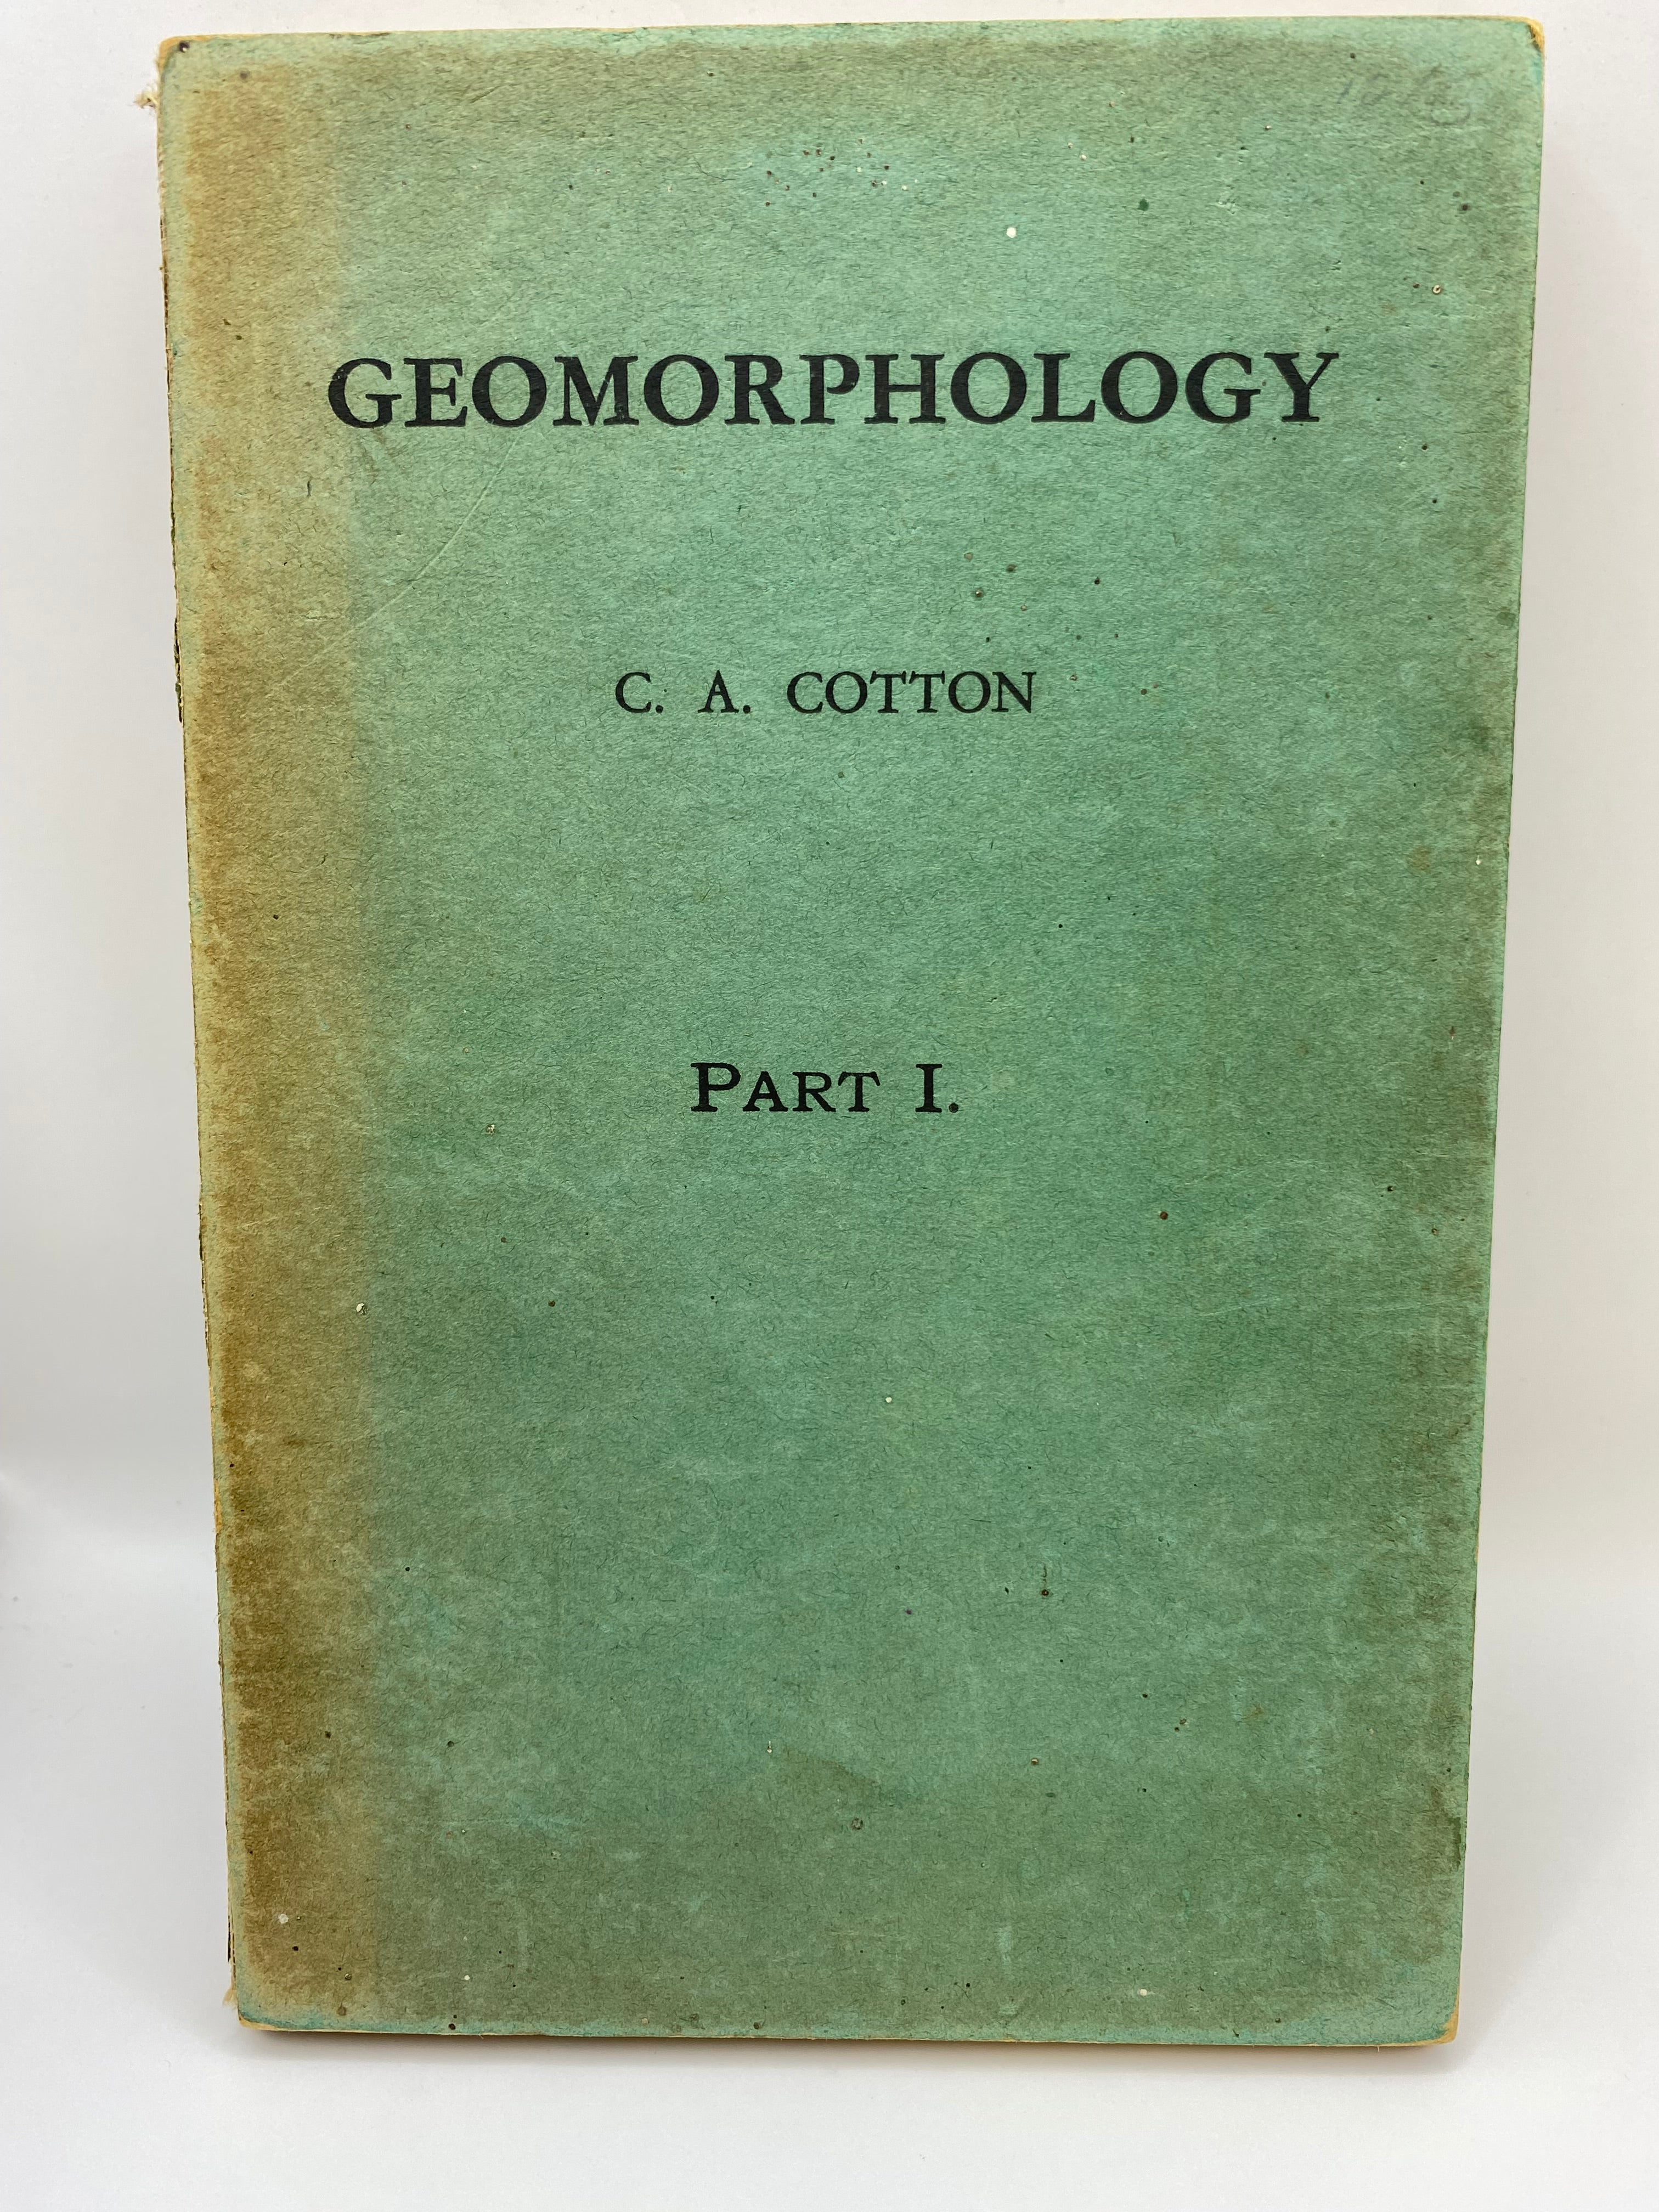 GEOMORPHOLOGY
C. A. COTTON
PART I.